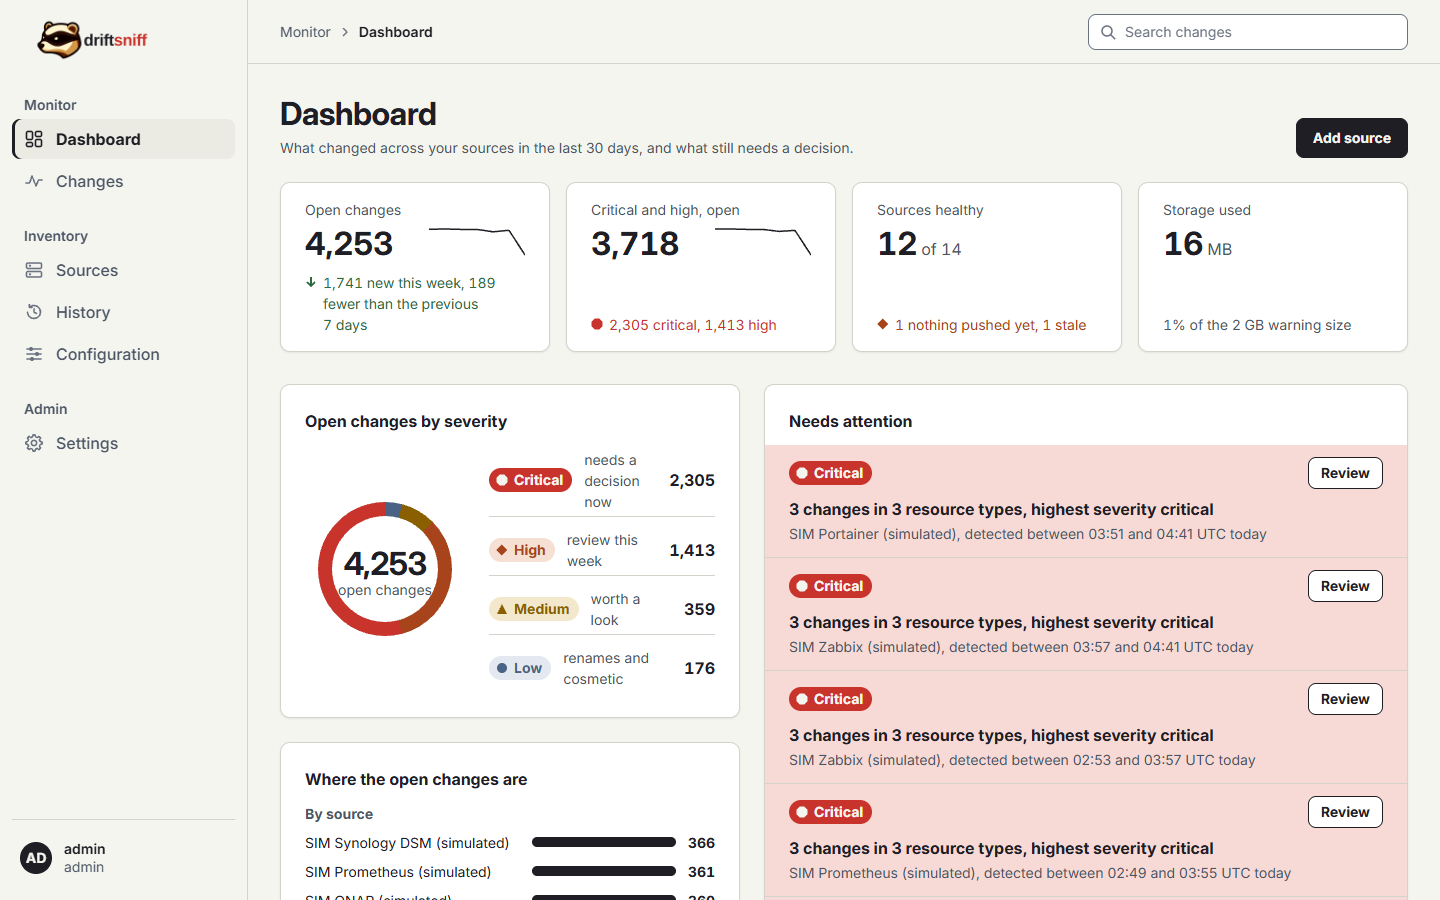 driftsniff
Monitor
Dashboard
Changes
Inventory
Sources
History
Configuration
Admin
Settings
AD
admin
admin
Monitor > Dashboard
Search changes
Dashboard
What changed across your sources in the last 30 days, and what still needs a decision.
Add source
Open changes
4,253
1,741 new this week, 189
fewer than the previous
7 days
Critical and high, open
3,718
2,305 critical, 1,413 high
Sources healthy
12 of 14
1 nothing pushed yet, 1 stale
Storage used
16 MB
1% of the 2 GB warning size
Open changes by severity
4,253
open changes
Critical needs a decision now 2,305
High review this week 1,413
Medium worth a look 359
Low renames and cosmetic 176
Where the open changes are
By source
SIM Synology DSM (simulated) 366
SIM Prometheus (simulated) 361
SIM QNAP (simulated) 360
Needs attention
Critical
Review
3 changes in 3 resource types, highest severity critical
SIM Portainer (simulated), detected between 03:51 and 04:41 UTC today
Critical
Review
3 changes in 3 resource types, highest severity critical
SIM Zabbix (simulated), detected between 03:57 and 04:41 UTC today
Critical
Review
3 changes in 3 resource types, highest severity critical
SIM Zabbix (simulated), detected between 02:53 and 03:57 UTC today
Critical
Review
3 changes in 3 resource types, highest severity critical
SIM Prometheus (simulated), detected between 02:49 and 03:55 UTC today